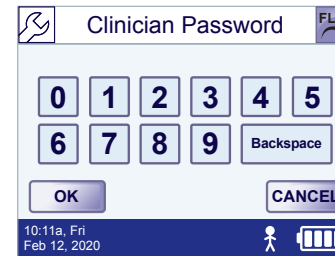 Clinician Password FL
0 1 2 3 4 5
6 7 8 9 Backspace
OK CANCEL
10:11a, Fri
Feb 12, 2020